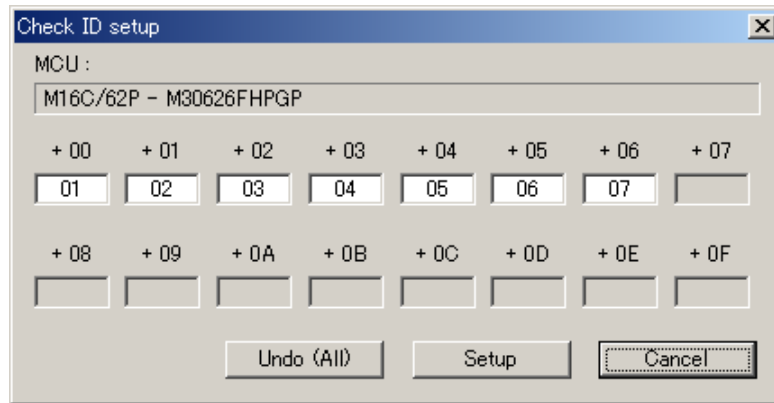 Check ID setup
MCU :
M16C/62P - M30626FHPGP
+ 00 + 01 + 02 + 03 + 04 + 05 + 06 + 07
01 02 03 04 05 06 07
+ 08 + 09 + 0A + 0B + 0C + 0D + 0E + 0F
Undo (All) Setup Cancel